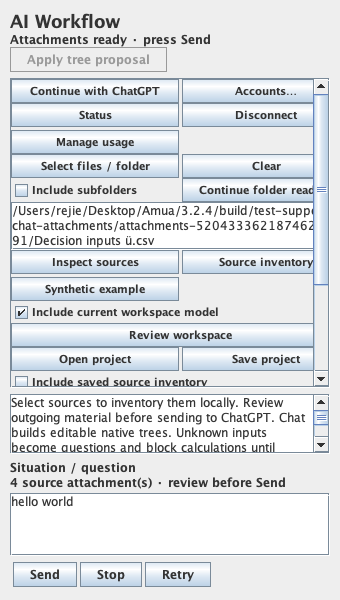 AI Workflow
Attachments ready · press Send
Apply tree proposal
Continue with ChatGPT Accounts...
Status Disconnect
Manage usage
Select files / folder Clear
Include subfolders Continue folder read
/Users/rejie/Desktop/Amua/3.2.4/build/test-suppo
chat-attachments/attachments-520433362187462
91/Decision inputs ü.csv
Inspect sources Source inventory
Synthetic example
Include current workspace model
Review workspace
Open project Save project
Include saved source inventory
Select sources to inventory them locally. Review
outgoing material before sending to ChatGPT. Chat
builds editable native trees. Unknown inputs
become questions and block calculations until
Situation / question
4 source attachment(s) · review before Send
hello world
Send Stop Retry